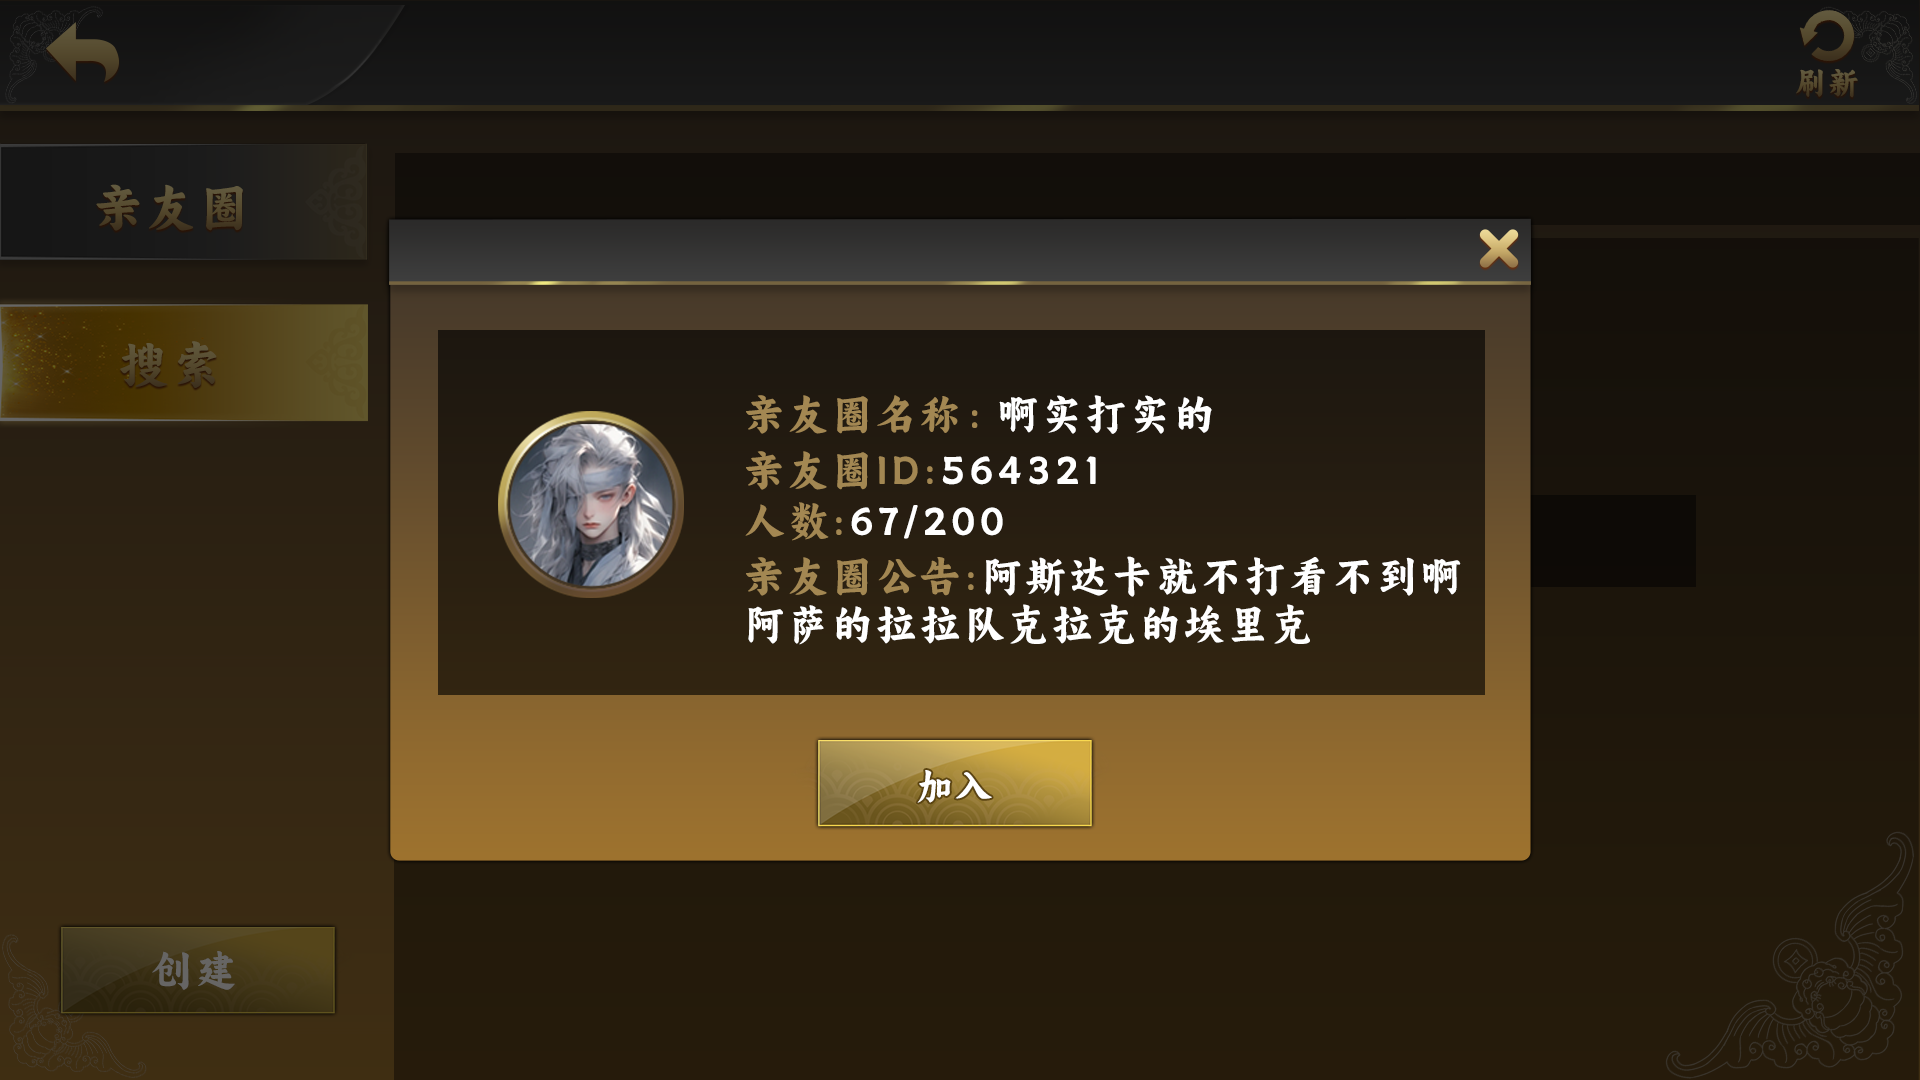 刷新
亲友圈
搜索
亲友圈名称: 啊实打实的
亲友圈ID:564321
人数:67/200
亲友圈公告:阿斯达卡就不打看不到啊
阿萨的拉拉队克拉克的埃里克
加入
创建